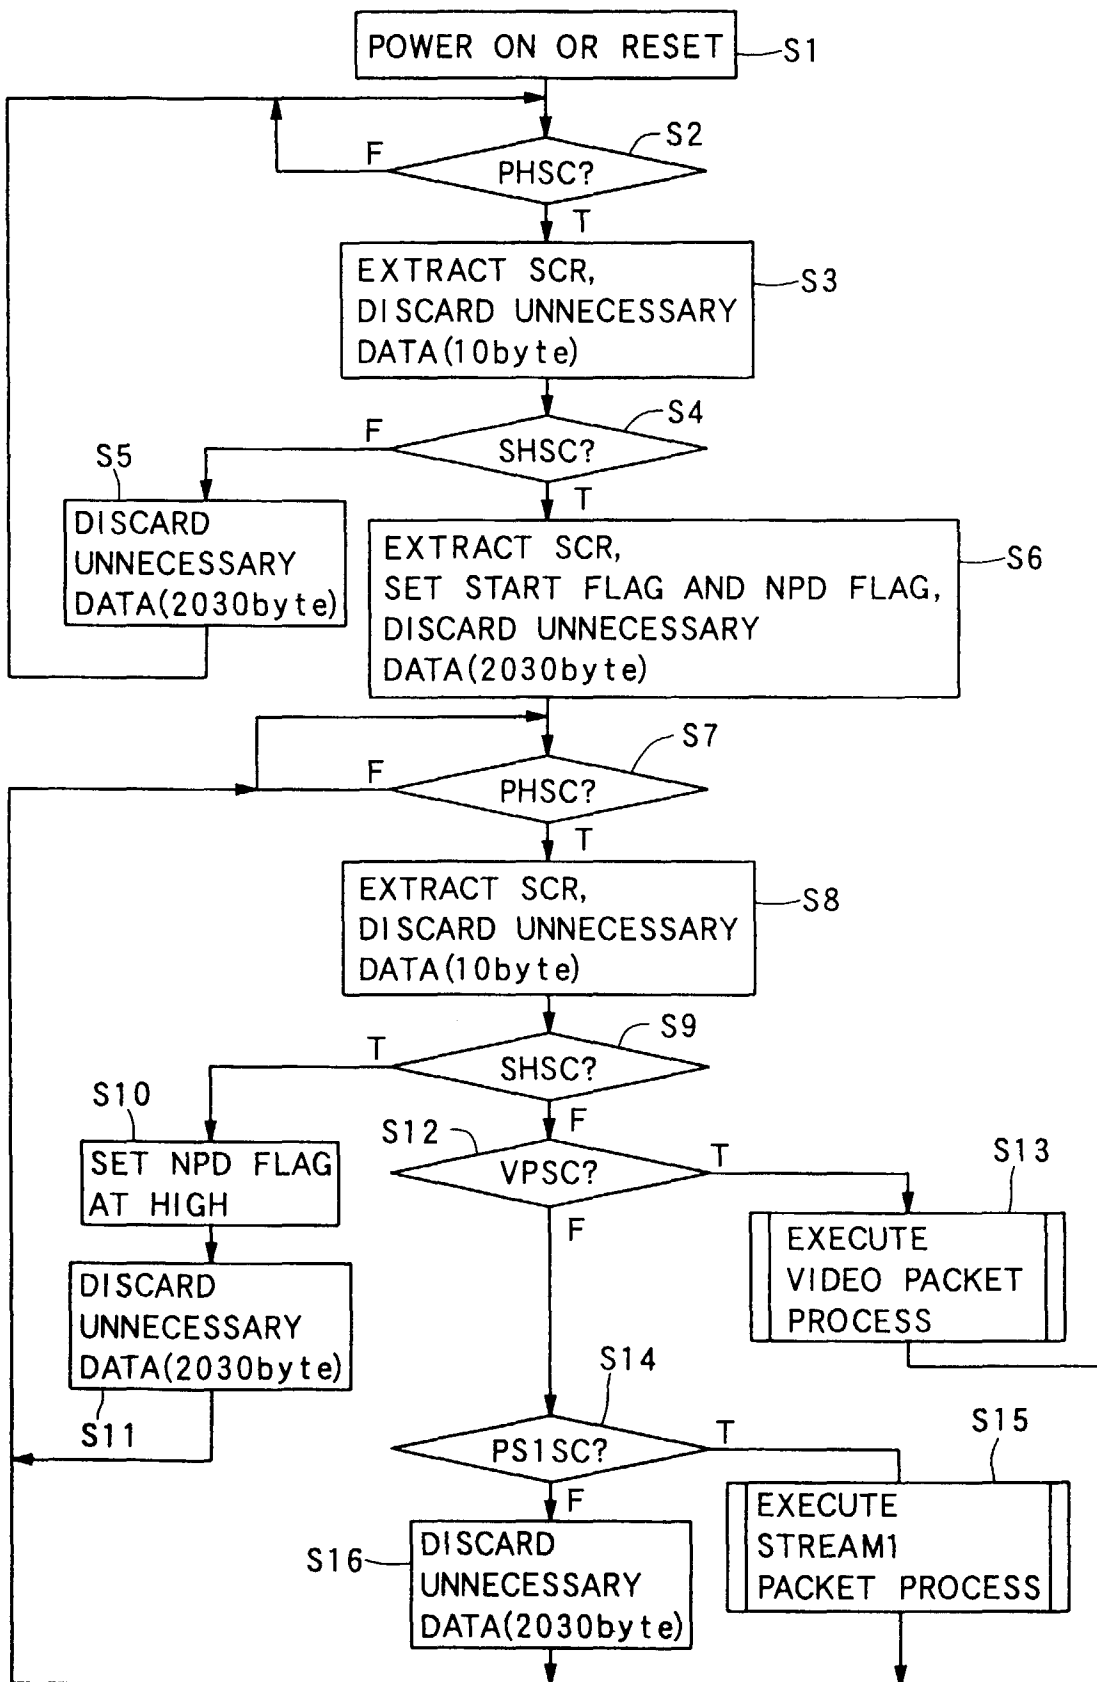 POWER ON OR RESET
S1
S2
F
PHSC?
T
EXTRACT SCR,
DISCARD UNNECESSARY
DATA(10byte)
S3
S4
F
SHSC?
T
S5
DISCARD
UNNECESSARY
DATA(2030byte)
EXTRACT SCR,
SET START FLAG AND NPD FLAG,
DISCARD UNNECESSARY
DATA(2030byte)
S6
S7
F
PHSC?
T
EXTRACT SCR,
DISCARD UNNECESSARY
DATA(10byte)
S8
S9
T
SHSC?
F
S10
SET NPD FLAG
AT HIGH
DISCARD
UNNECESSARY
DATA(2030byte)
S11
S12
VPSC?
T
F
S13
EXECUTE
VIDEO PACKET
PROCESS
S14
PS1SC?
T
F
S15
EXECUTE
STREAM1
PACKET PROCESS
S16
DISCARD
UNNECESSARY
DATA(2030byte)